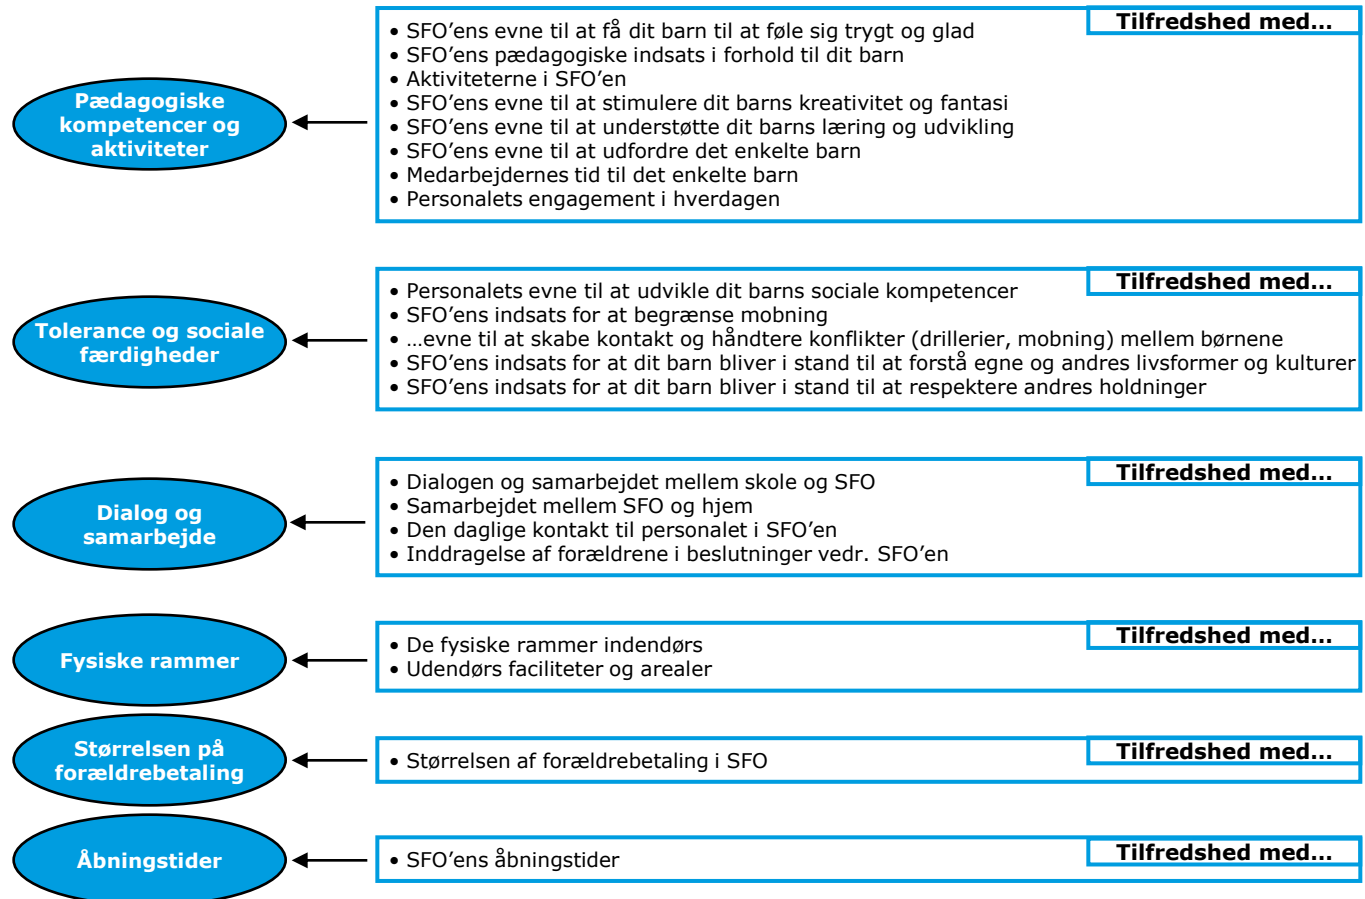 Tilfredshed med...
• SFO’ens evne til at få dit barn til at føle sig trygt og glad
• SFO’ens pædagogiske indsats i forhold til dit barn
• Aktiviteterne i SFO’en
• SFO’ens evne til at stimulere dit barns kreativitet og fantasi
• SFO’ens evne til at understøtte dit barns læring og udvikling
• SFO’ens evne til at udfordre det enkelte barn
• Medarbejdernes tid til det enkelte barn
• Personalets engagement i hverdagen
Pædagogiske
kompetencer og
aktiviteter
Tilfredshed med...
• Personalets evne til at udvikle dit barns sociale kompetencer
• SFO’ens indsats for at begrænse mobning
• …evne til at skabe kontakt og håndtere konflikter (drillerier, mobning) mellem børnene
• SFO’ens indsats for at dit barn bliver i stand til at forstå egne og andres livsformer og kulturer
• SFO’ens indsats for at dit barn bliver i stand til at respektere andres holdninger
Tolerance og sociale
færdigheder
Tilfredshed med...
• Dialogen og samarbejdet mellem skole og SFO
• Samarbejdet mellem SFO og hjem
• Den daglige kontakt til personalet i SFO’en
• Inddragelse af forældrene i beslutninger vedr. SFO’en
Dialog og
samarbejde
Tilfredshed med...
• De fysiske rammer indendørs
• Udendørs faciliteter og arealer
Fysiske rammer
Tilfredshed med...
• Størrelsen af forældrebetaling i SFO
Størrelsen på
forældrebetaling
Tilfredshed med...
• SFO’ens åbningstider
Åbningstider